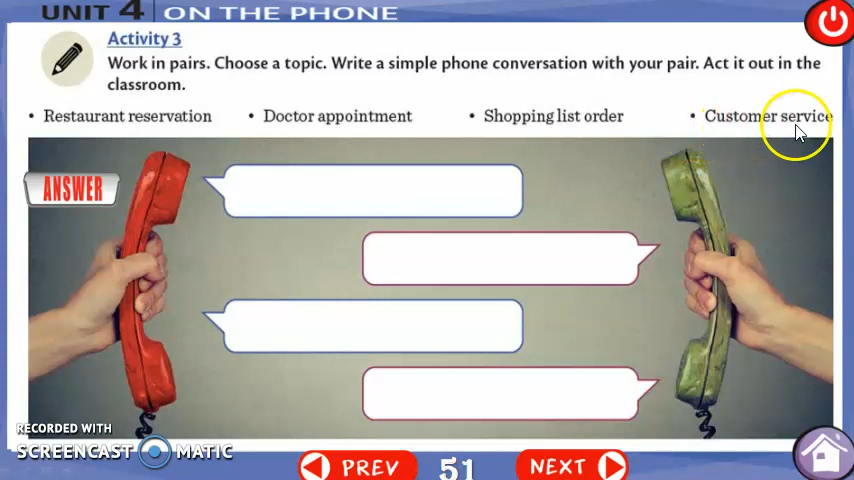 UNIT 4 ON THE PHONE
Activity 3
Work in pairs. Choose a topic. Write a simple phone conversation with your pair. Act it out in the
classroom.
• Restaurant reservation • Doctor appointment • Shopping list order • Customer service
ANSWER
RECORDED WITH
SCREENCAST MATIC
PREV 51 NEXT